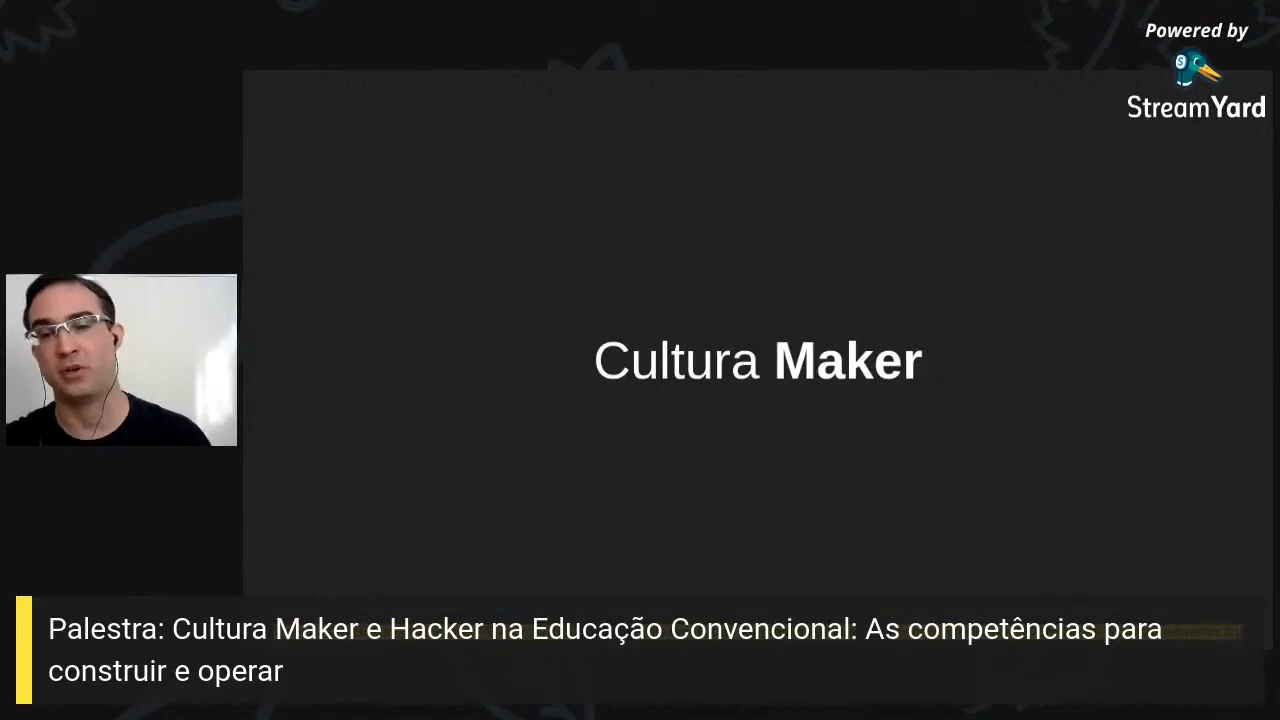 Powered by
StreamYard
Cultura Maker
Palestra: Cultura Maker e Hacker na Educação Convencional: As competências para
construir e operar